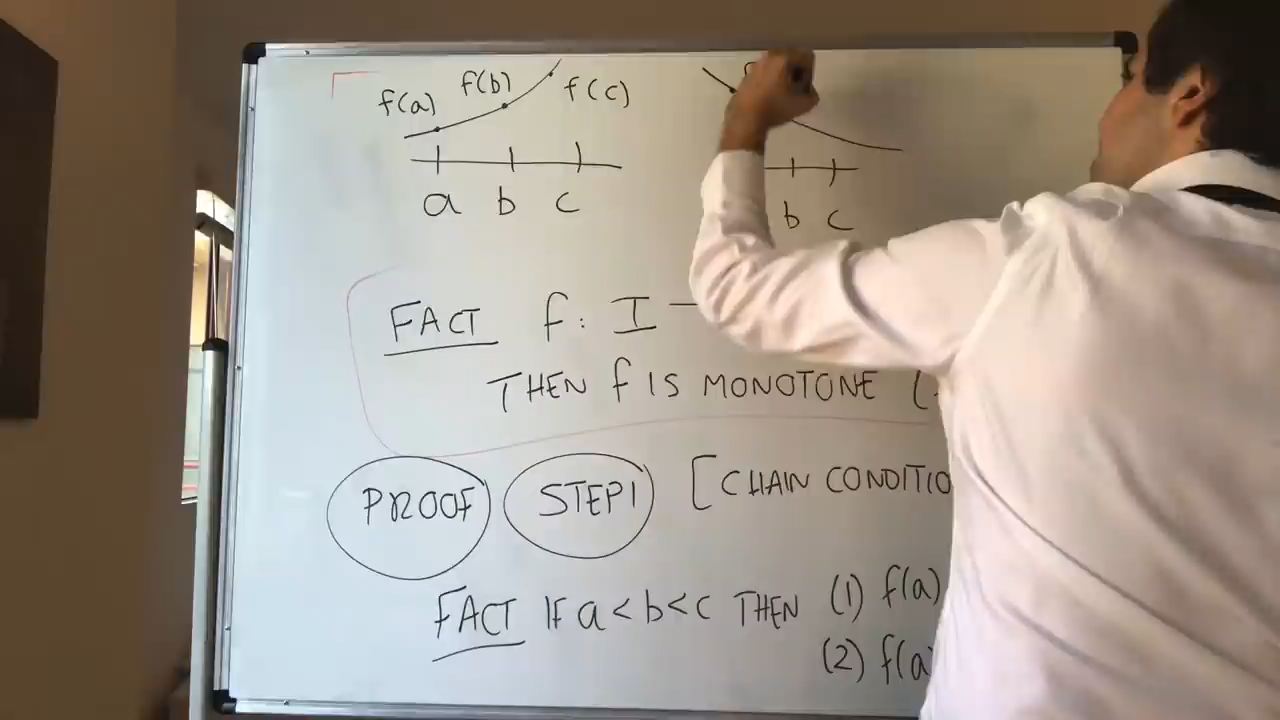 f(a) f(b) f(c)
a b c
b c
FACT f: I
THEN f IS MONOTONE (
PROOF STEP1 [CHAIN CONDITIO
FACT IF a < b < c THEN (1) f(a)
(2) f(a